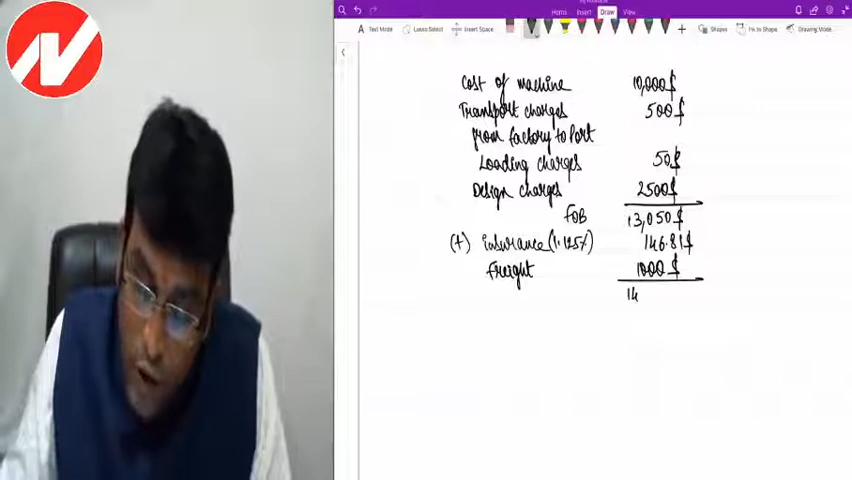 Home Insert Draw View
Text Mode Lasso Select Insert Space Shapes Ink to Shape Drawing Mode
Cost of machine 10,000$
Transport charges 500$
from factory to Port
Loading charges 50$
Design charges 2500$
FOB 13,050$
(+) insurance (1.125%) 146.81$
Freight 1000$
14